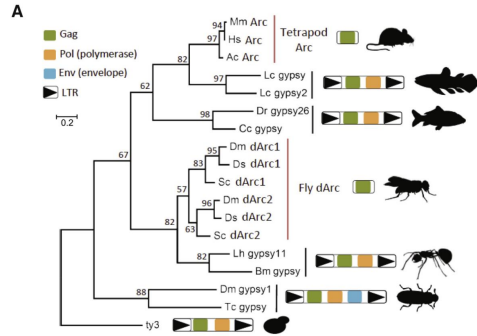 A
Gag
Pol (polymerase)
Env (envelope)
LTR
0.2
94
97
82
97
62
98
67
95
83
57
96
63
82
82
88
Mm Arc
Hs Arc
Ac Arc
Tetrapod
Arc
Lc gypsy
Lc gypsy2
Dr gypsy26
Cc gypsy
Dm dArc1
Ds dArc1
Sc dArc1
Dm dArc2
Ds dArc2
Sc dArc2
Fly dArc
Lh gypsy11
Bm gypsy
Dm gypsy1
Tc gypsy
ty3